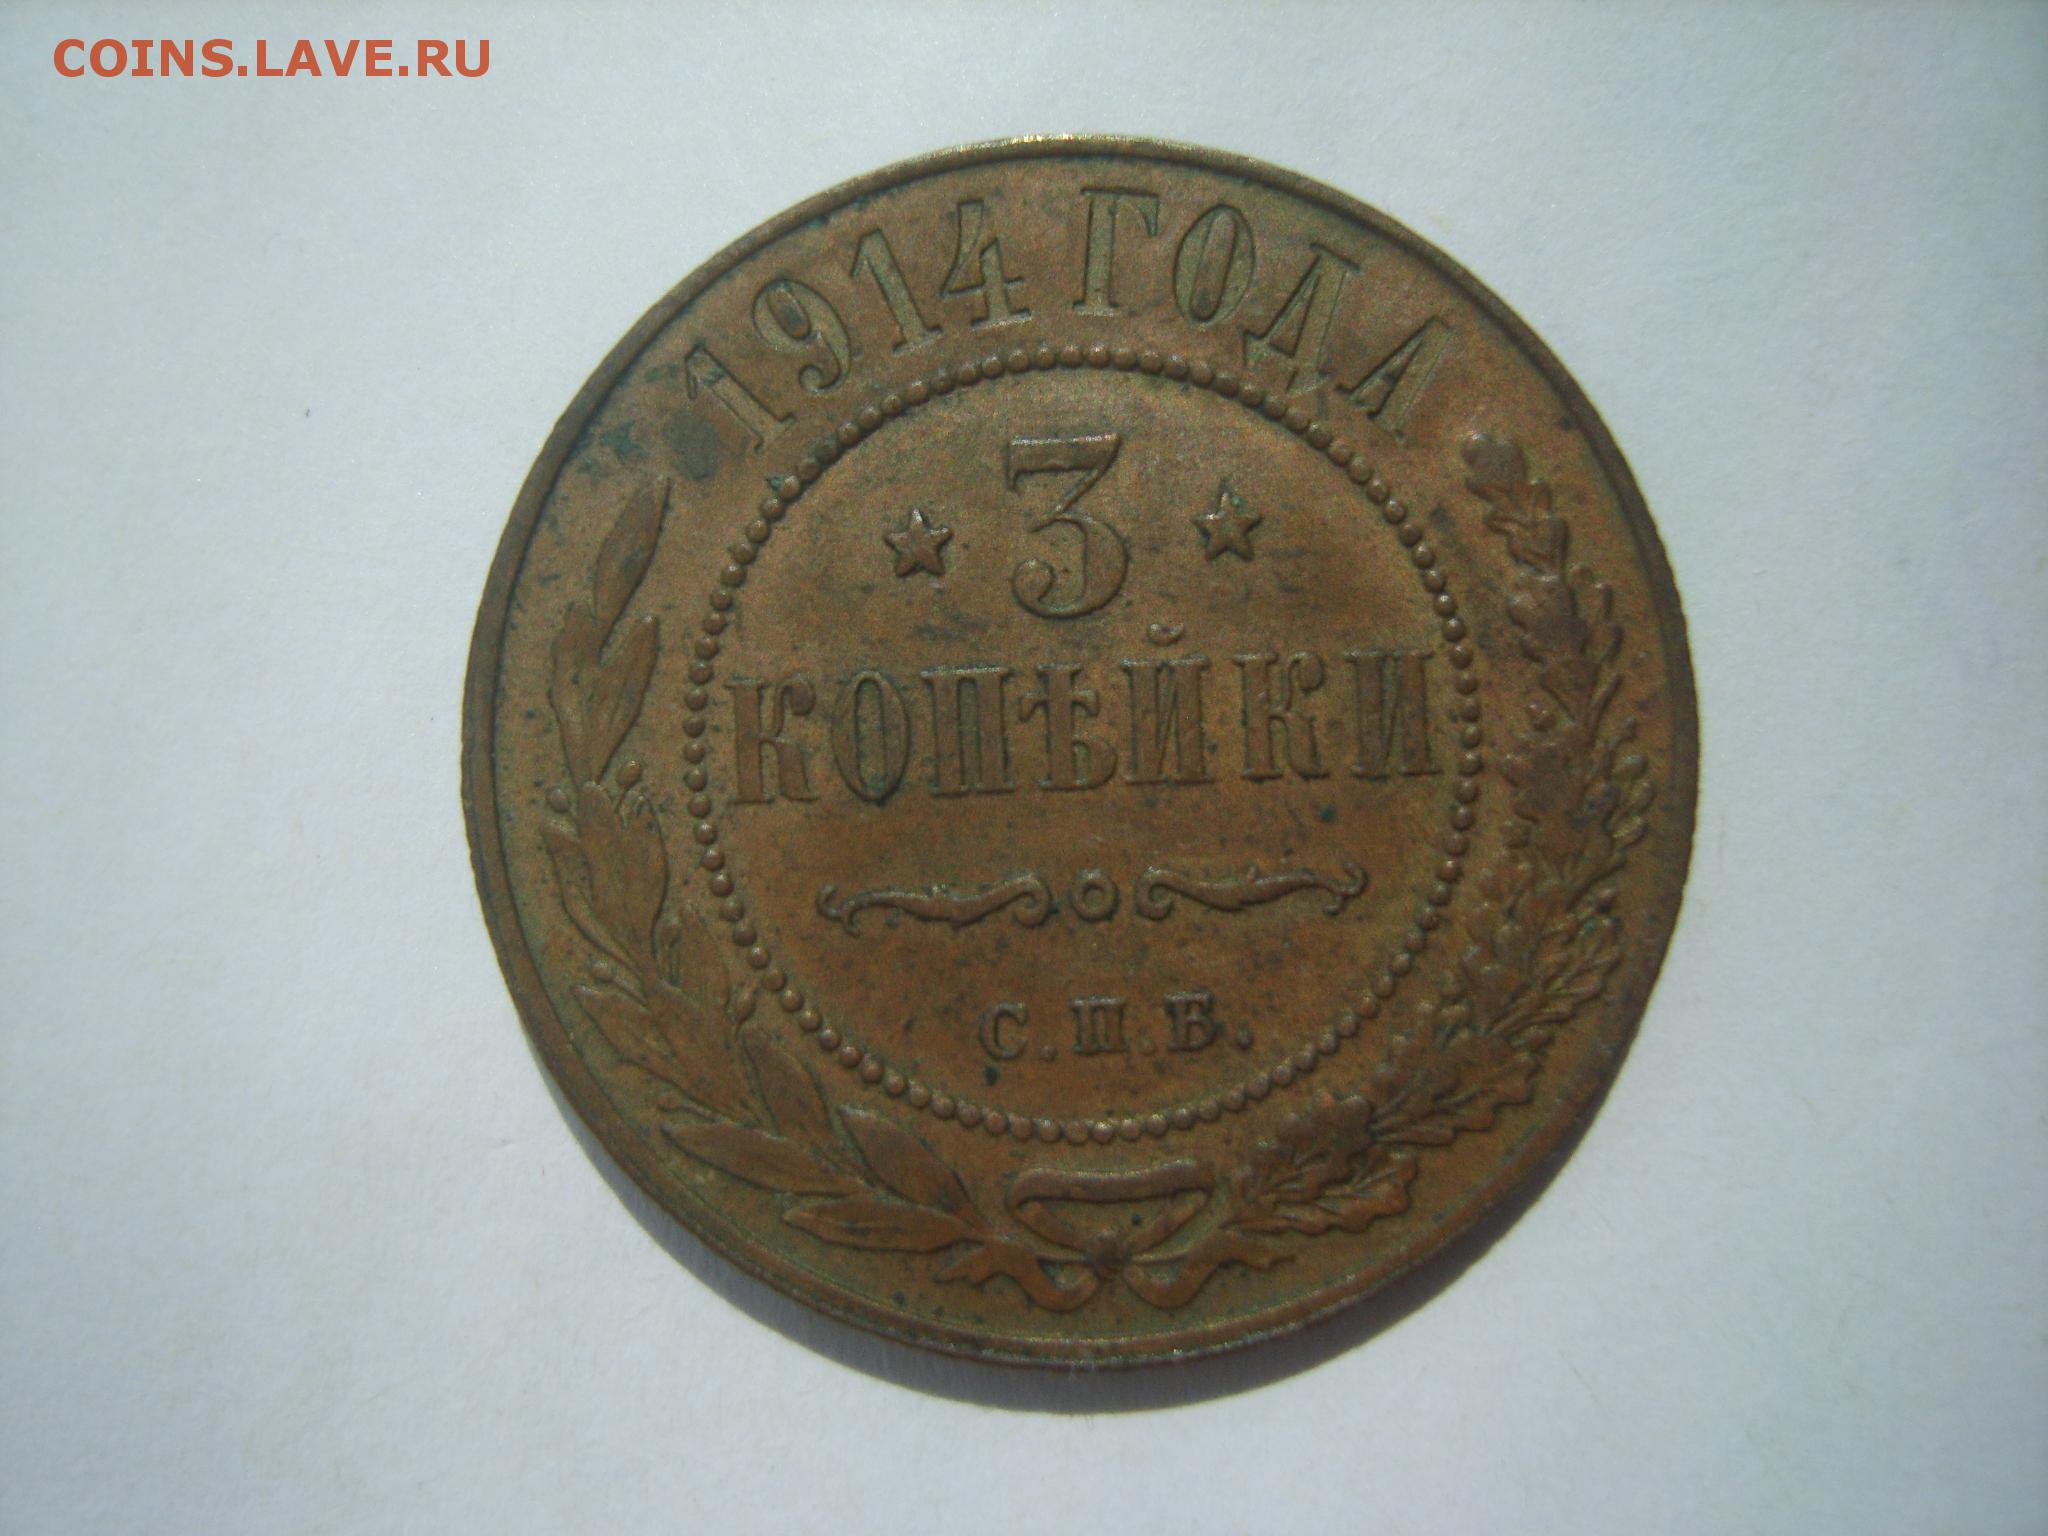 COINS.LAVE.RU
1914 ГОДА
3
КОПѢЙКИ
С.П.Б.